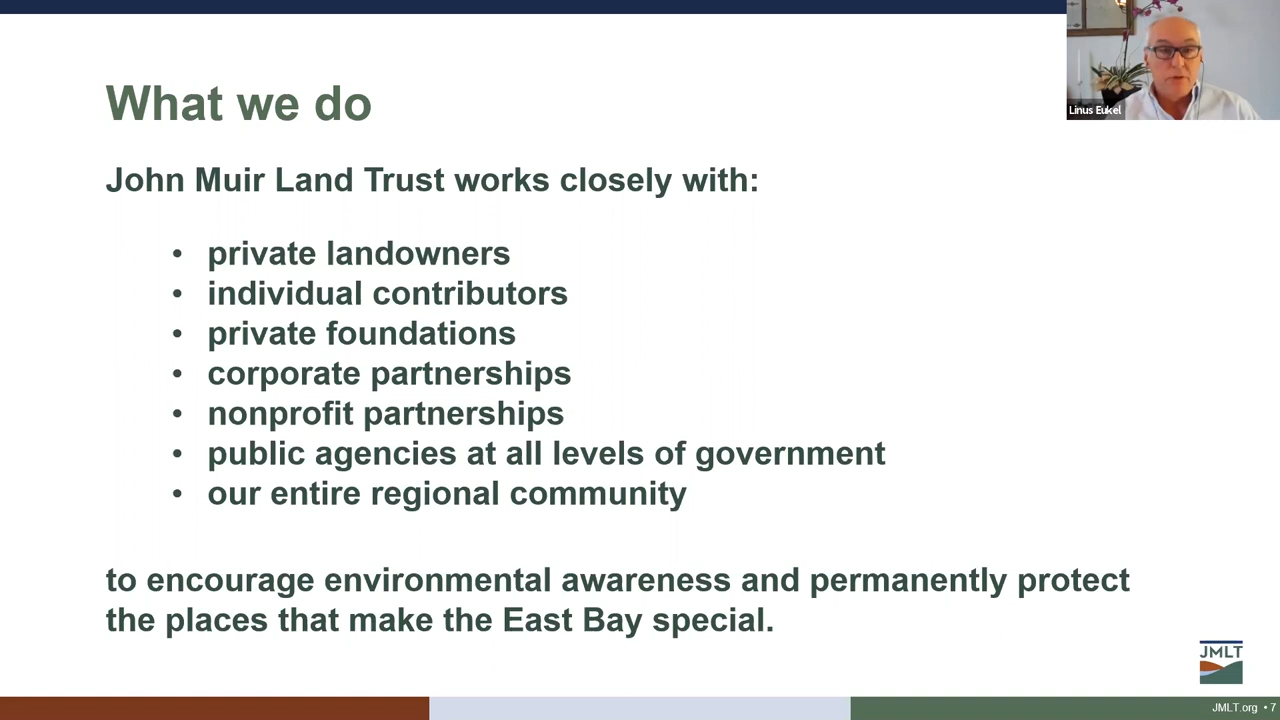 What we do
Linus Eukel
John Muir Land Trust works closely with:
• private landowners
• individual contributors
• private foundations
• corporate partnerships
• nonprofit partnerships
• public agencies at all levels of government
• our entire regional community
to encourage environmental awareness and permanently protect
the places that make the East Bay special.
JMLT
JMLT.org • 7